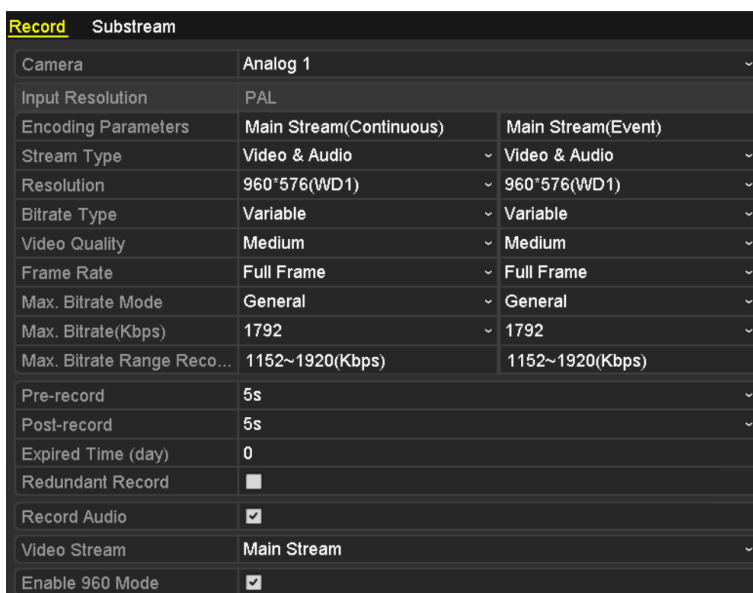 Record Substream
Camera Analog 1
Input Resolution PAL
Encoding Parameters Main Stream(Continuous) Main Stream(Event)
Stream Type Video & Audio Video & Audio
Resolution 960*576(WD1) 960*576(WD1)
Bitrate Type Variable Variable
Video Quality Medium Medium
Frame Rate Full Frame Full Frame
Max. Bitrate Mode General General
Max. Bitrate(Kbps) 1792 1792
Max. Bitrate Range Reco... 1152~1920(Kbps) 1152~1920(Kbps)
Pre-record 5s
Post-record 5s
Expired Time (day) 0
Redundant Record
Record Audio
Video Stream Main Stream
Enable 960 Mode